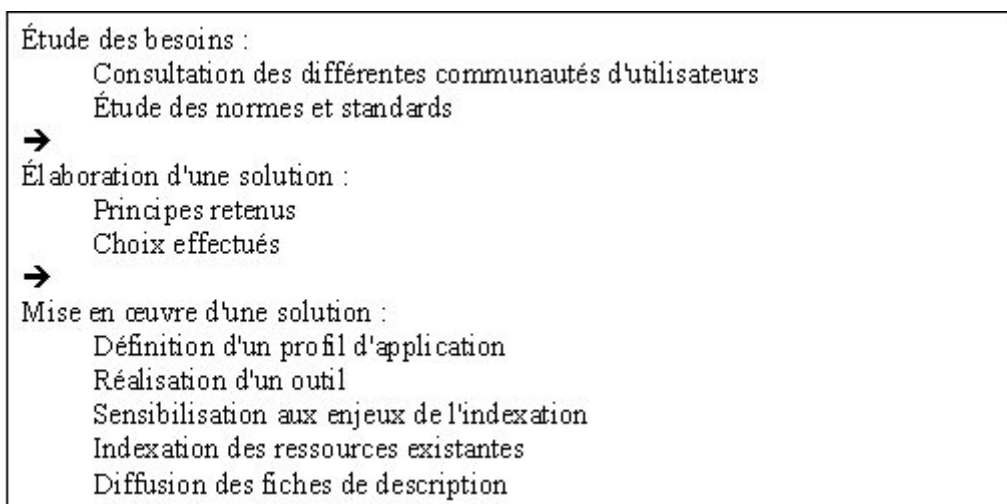 Étude des besoins :
Consultation des différentes communautés d'utilisateurs
Étude des normes et standards
→
Élaboration d'une solution :
Principes retenus
Choix effectués
→
Mise en œuvre d'une solution :
Définition d'un profil d'application
Réalisation d'un outil
Sensibilisation aux enjeux de l'indexation
Indexation des ressources existantes
Diffusion des fiches de description